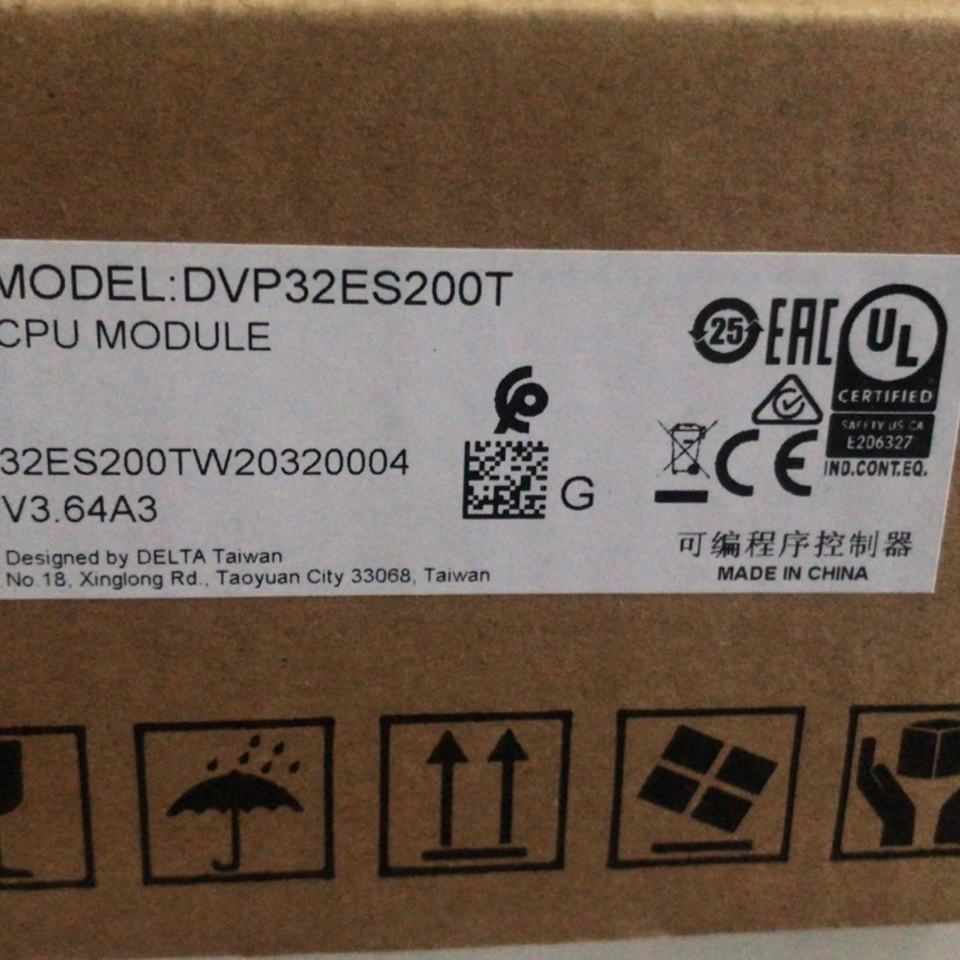 MODEL:DVP32ES200T
CPU MODULE
25
EAC
UL
CERTIFIED
SAFETY US CA
E206327
IND.CONT.EQ.
CE
32ES200TW20320004
V3.64A3
G
Designed by DELTA Taiwan
No.18, Xinglong Rd., Taoyuan City 33068, Taiwan
可编程序控制器
MADE IN CHINA